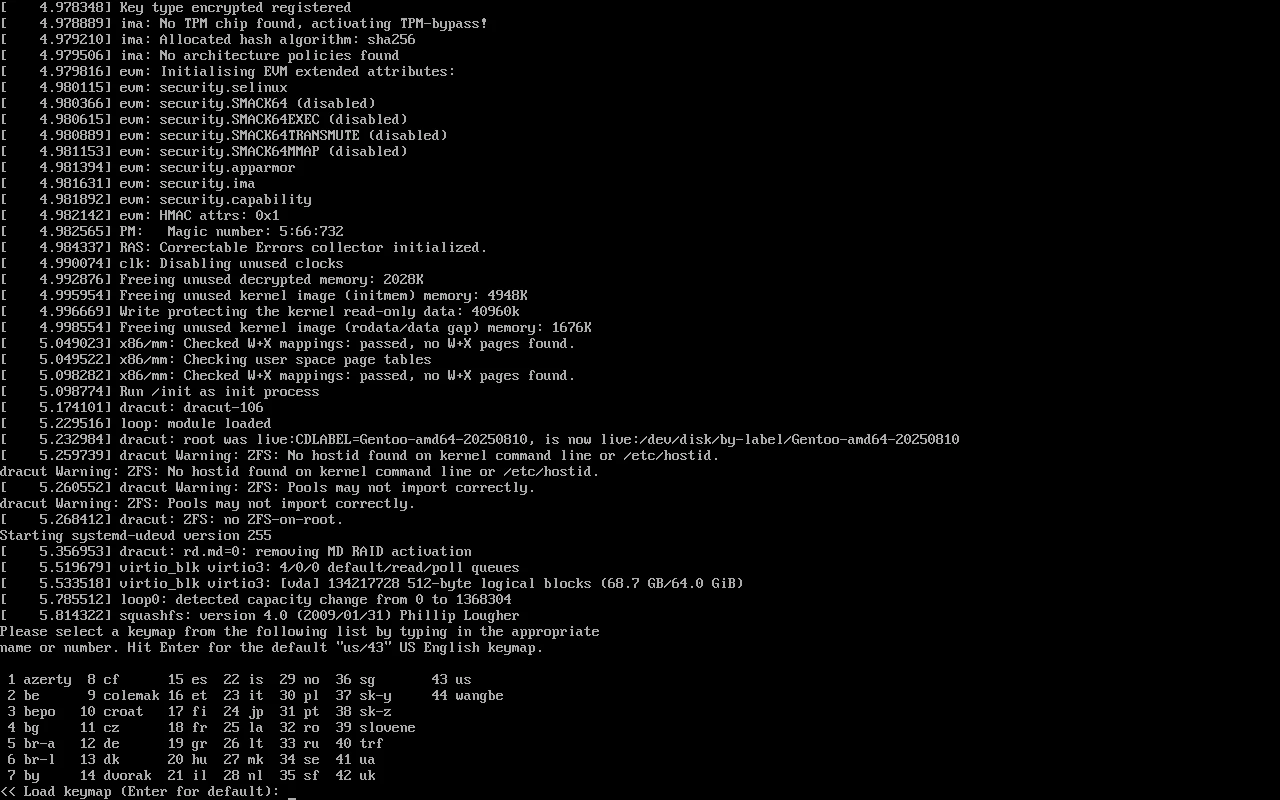 [    4.978348] Key type encrypted registered
[    4.978889] ima: No TPM chip found, activating TPM-bypass!
[    4.979210] ima: Allocated hash algorithm: sha256
[    4.979506] ima: No architecture policies found
[    4.979816] evm: Initialising EVM extended attributes:
[    4.980115] evm: security.selinux
[    4.980366] evm: security.SMACK64 (disabled)
[    4.980615] evm: security.SMACK64EXEC (disabled)
[    4.980889] evm: security.SMACK64TRANSMUTE (disabled)
[    4.981153] evm: security.SMACK64MMAP (disabled)
[    4.981394] evm: security.apparmor
[    4.981631] evm: security.ima
[    4.981892] evm: security.capability
[    4.982142] evm: HMAC attrs: 0x1
[    4.982565] PM:   Magic number: 5:66:732
[    4.984337] RAS: Correctable Errors collector initialized.
[    4.990074] clk: Disabling unused clocks
[    4.992876] Freeing unused decrypted memory: 2028K
[    4.995954] Freeing unused kernel image (initmem) memory: 4948K
[    4.996669] Write protecting the kernel read-only data: 40960k
[    4.998554] Freeing unused kernel image (rodata/data gap) memory: 1676K
[    5.049023] x86/mm: Checked W+X mappings: passed, no W+X pages found.
[    5.049522] x86/mm: Checking user space page tables
[    5.098282] x86/mm: Checked W+X mappings: passed, no W+X pages found.
[    5.098774] Run /init as init process
[    5.174101] dracut: dracut-106
[    5.229516] loop: module loaded
[    5.232984] dracut: root was live:CDLABEL=Gentoo-amd64-20250810, is now live:/dev/disk/by-label/Gentoo-amd64-20250810
[    5.259739] dracut Warning: ZFS: No hostid found on kernel command line or /etc/hostid.
dracut Warning: ZFS: No hostid found on kernel command line or /etc/hostid.
[    5.260552] dracut Warning: ZFS: Pools may not import correctly.
dracut Warning: ZFS: Pools may not import correctly.
[    5.268412] dracut: ZFS: no ZFS-on-root.
Starting systemd-udevd version 255
[    5.356953] dracut: rd.md=0: removing MD RAID activation
[    5.519679] virtio_blk virtio3: 4/0/0 default/read/poll queues
[    5.533518] virtio_blk virtio3: [vda] 134217728 512-byte logical blocks (68.7 GB/64.0 GiB)
[    5.785512] loop0: detected capacity change from 0 to 1368304
[    5.814322] squashfs: version 4.0 (2009/01/31) Phillip Lougher
Please select a keymap from the following list by typing in the appropriate
name or number. Hit Enter for the default "us/43" US English keymap.

 1 azerty  8 cf      15 es  22 is  29 no  36 sg       43 us
 2 be      9 colemak 16 et  23 it  30 pl  37 sk-y     44 wangbe
 3 bepo   10 croat   17 fi  24 jp  31 pt  38 sk-z
 4 bg     11 cz      18 fr  25 la  32 ro  39 slovene
 5 br-a   12 de      19 gr  26 lt  33 ru  40 trf
 6 br-l   13 dk      20 hu  27 mk  34 se  41 ua
 7 by     14 dvorak  21 il  28 nl  35 sf  42 uk
<< Load keymap (Enter for default): _